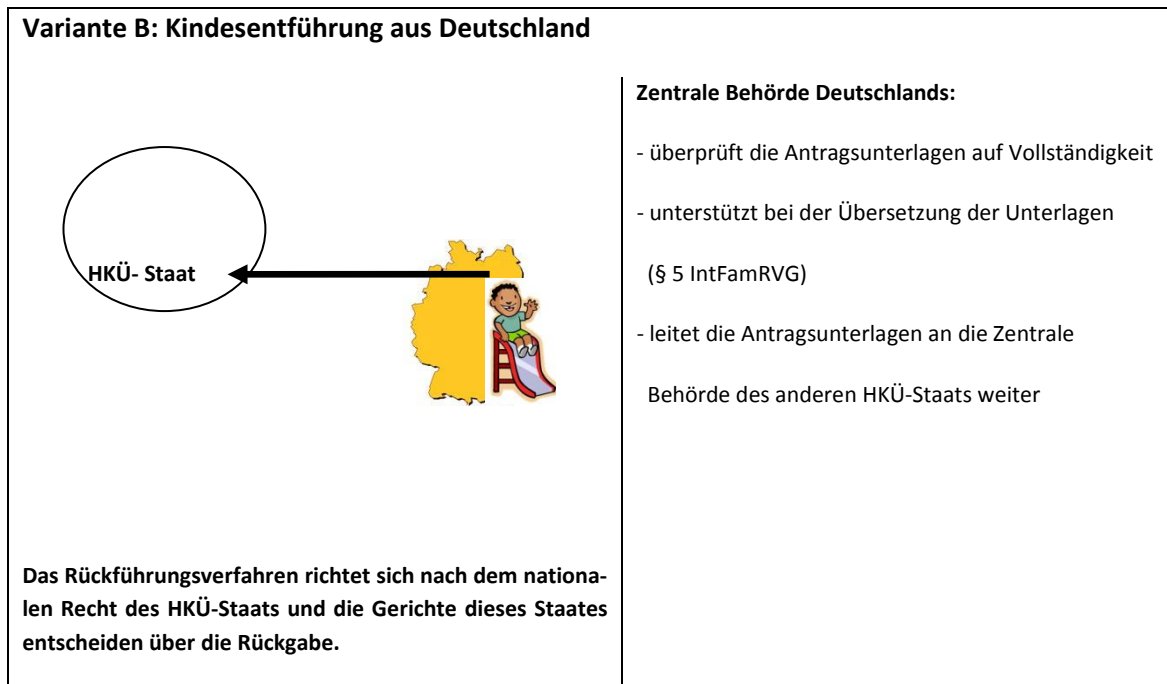 Variante B: Kindesentführung aus Deutschland
HKÜ- Staat
Das Rückführungsverfahren richtet sich nach dem nationa-
len Recht des HKÜ-Staats und die Gerichte dieses Staates
entscheiden über die Rückgabe.
Zentrale Behörde Deutschlands:
- überprüft die Antragsunterlagen auf Vollständigkeit
- unterstützt bei der Übersetzung der Unterlagen
(§ 5 IntFamRVG)
- leitet die Antragsunterlagen an die Zentrale
Behörde des anderen HKÜ-Staats weiter